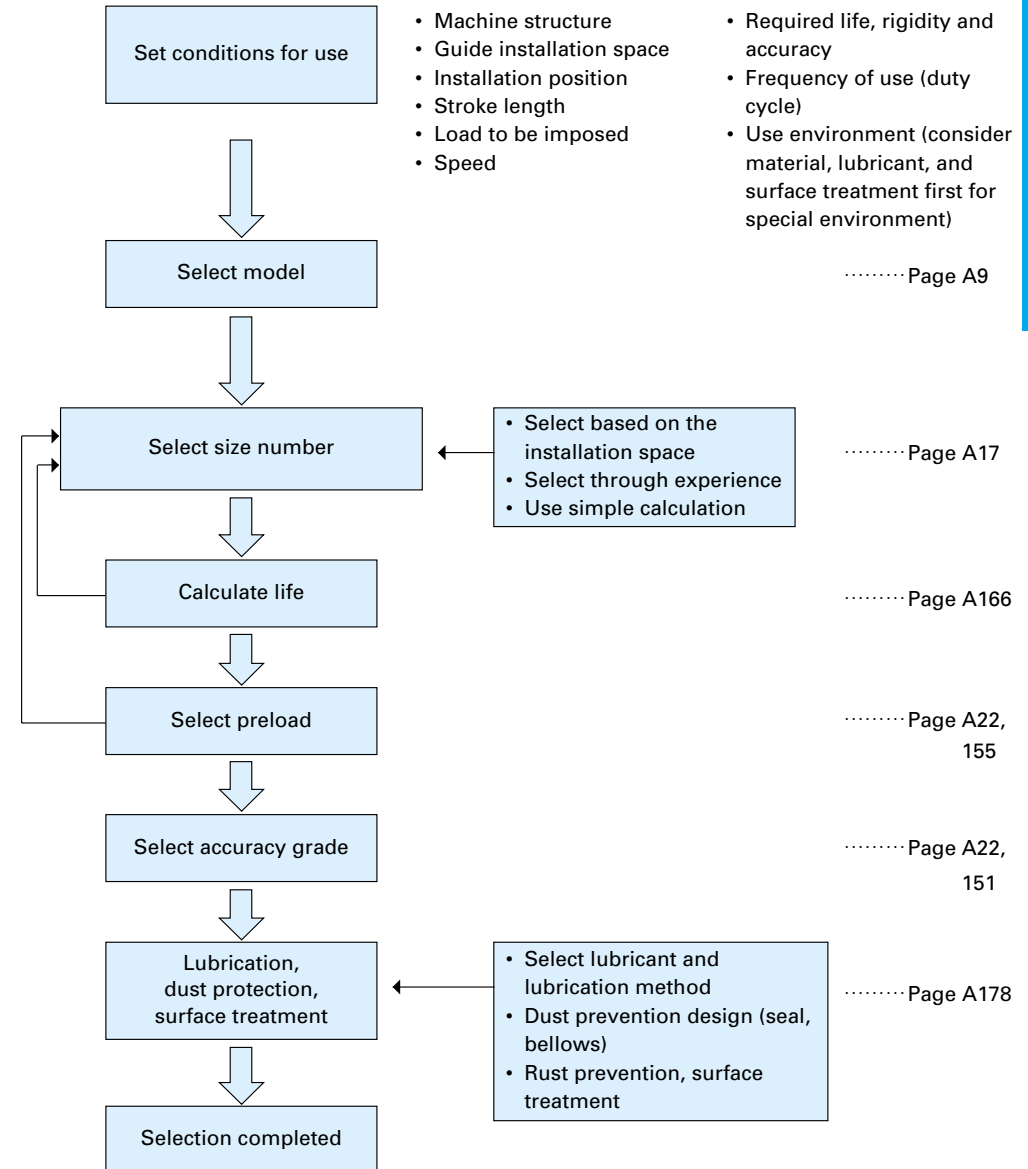 Set conditions for use
• Machine structure
• Guide installation space
• Installation position
• Stroke length
• Load to be imposed
• Speed
• Required life, rigidity and
accuracy
• Frequency of use (duty
cycle)
• Use environment (consider
material, lubricant, and
surface treatment first for
special environment)
Select model
·········Page A9
Select size number
• Select based on the
installation space
• Select through experience
• Use simple calculation
·········Page A17
Calculate life
·········Page A166
Select preload
·········Page A22,
155
Select accuracy grade
·········Page A22,
151
Lubrication,
dust protection,
surface treatment
• Select lubricant and
lubrication method
• Dust prevention design (seal,
bellows)
• Rust prevention, surface
treatment
·········Page A178
Selection completed